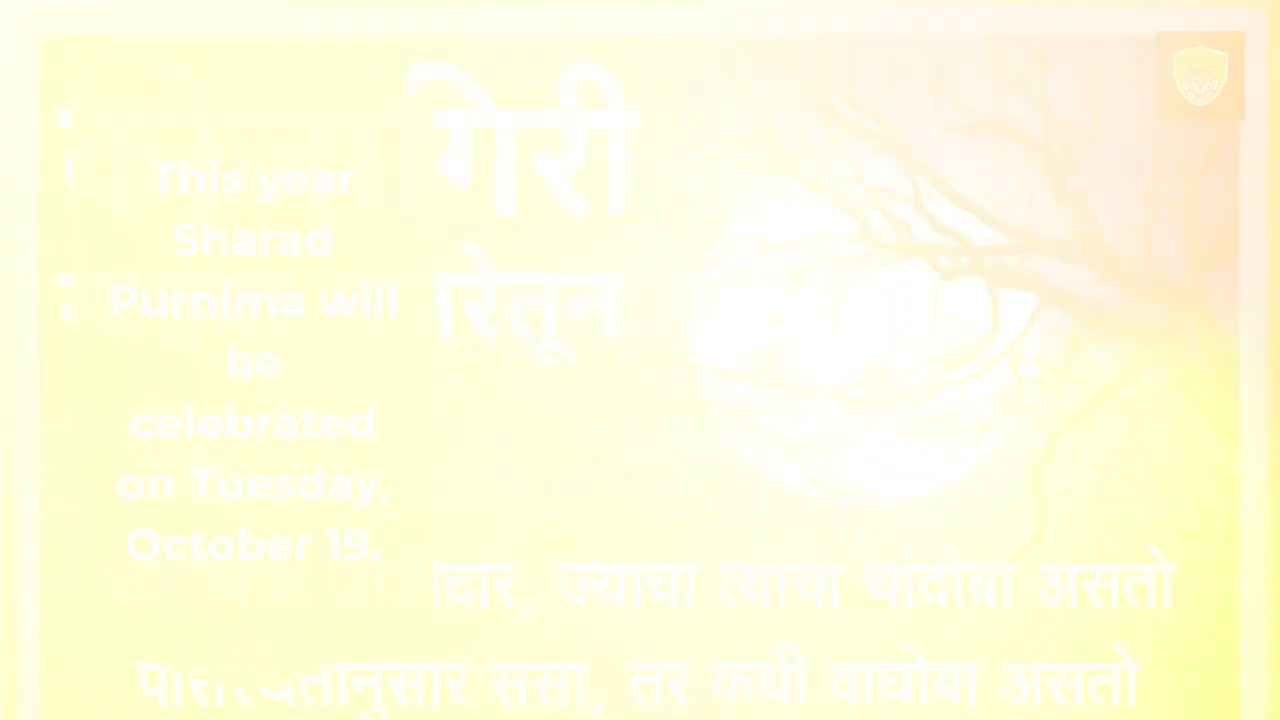 This year
Sharad
Purnima will
be
celebrated
on Tuesday,
October 19.
ज्याचा त्याचा चांदोबा असतो
ससा, तर कधी वाघोबा असतो